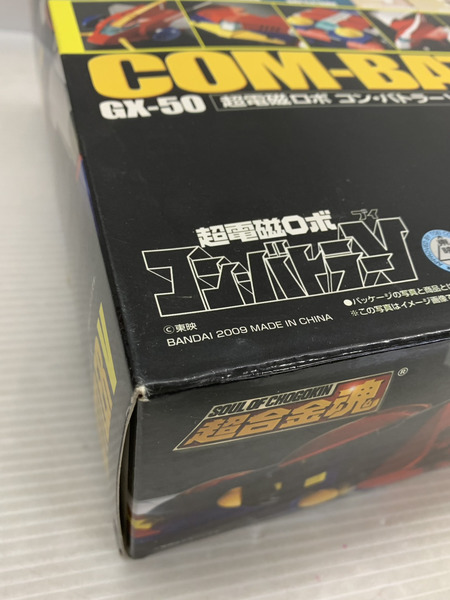 COM-BA
GX-50 超電磁ロボ コン・バトラー
超電磁ロボ
コン・バトラーV
ブイ
●パッケージの写真と商品とは
※この写真はイメージ画像
©東映
BANDAI 2009 MADE IN CHINA
SOUL OF CHOGOKIN
超合金魂®